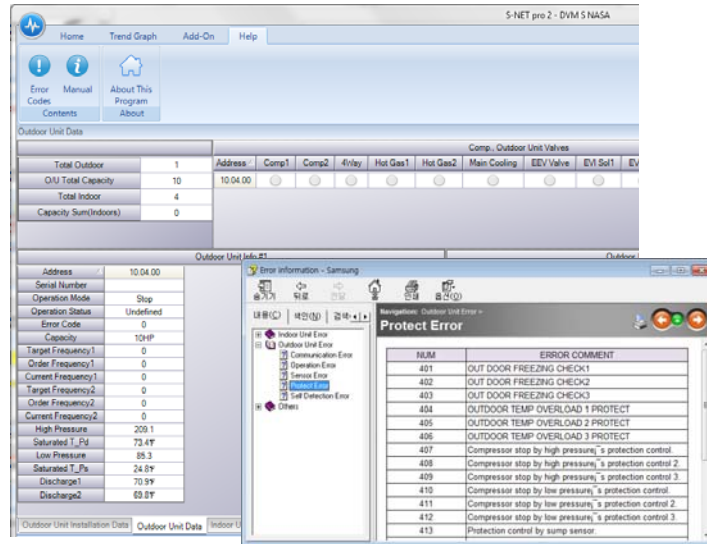 S-NET pro 2 - DVM S NASA
Home Trend Graph Add-On Help
Error Codes
Manual
About This Program
Contents About
Outdoor Unit Data
Comp., Outdoor Unit Valves
Total Outdoor 1
O/U Total Capacity 10
Total Indoor 4
Capacity Sum(Indoors) 0
Address Comp1 Comp2 4Way Hot Gas1 Hot Gas2 Main Cooling EEV Valve EVI Sol1 EV
10.04.00
Outdoor Unit Info #1
Outdoor
Address 10.04.00
Serial Number
Operation Mode Stop
Operation Status Undefined
Error Code 0
Capacity 10HP
Target Frequency1 0
Order Frequency1 0
Current Frequency1 0
Target Frequency2 0
Order Frequency2 0
Current Frequency2 0
High Pressure 209.1
Saturated T_Pd 73.4℉
Low Pressure 85.3
Saturated T_Ps 24.8℉
Discharge1 70.9℉
Discharge2 69.8℉
Outdoor Unit Installation Data Outdoor Unit Data Indoor U
Error information - Samsung
숨기기 뒤로 전달 홈 인쇄 옵션(O)
내용(C) 색인(N) 검색
Indoor Unit Error
Outdoor Unit Error
Communication Error
Operation Error
Sensor Error
Protect Error
Self Detection Error
Others
Navigation: Outdoor Unit Error »
Protect Error
NUM ERROR COMMENT
401 OUT DOOR FREEZING CHECK1
402 OUT DOOR FREEZING CHECK2
403 OUT DOOR FREEZING CHECK3
404 OUTDOOR TEMP OVERLOAD 1 PROTECT
405 OUTDOOR TEMP OVERLOAD 2 PROTECT
406 OUTDOOR TEMP OVERLOAD 3 PROTECT
407 Compressor stop by high pressure¡¯s protection control.
408 Compressor stop by high pressure¡¯s protection control 2.
409 Compressor stop by high pressure¡¯s protection control 3.
410 Compressor stop by low pressure¡¯s protection control.
411 Compressor stop by low pressure¡¯s protection control 2.
412 Compressor stop by low pressure¡¯s protection control 3.
413 Protection control by sump sensor.